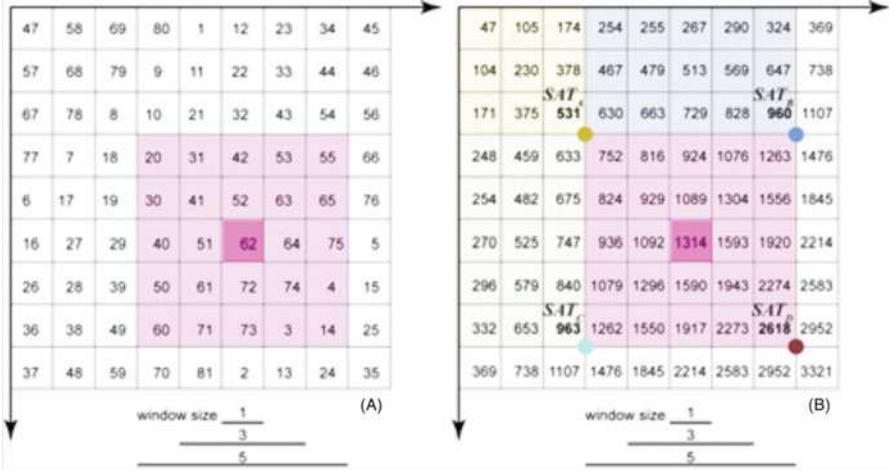 47 58 69 80 1 12 23 34 45
57 68 79 9 11 22 33 44 46
67 78 8 10 21 32 43 54 56
77 7 18 20 31 42 53 55 66
6 17 19 30 41 52 63 65 76
16 27 29 40 51 62 64 75 5
26 28 39 50 61 72 74 4 15
36 38 49 60 71 73 3 14 25
37 48 59 70 81 2 13 24 35
window size 1
3
5
(A)
47 105 174 254 255 267 290 324 369
104 230 378 467 479 513 569 647 738
SAT SAT
171 375 531 630 663 729 828 960 1107
248 459 633 752 816 924 1076 1263 1476
254 482 675 824 929 1089 1304 1556 1845
270 525 747 936 1092 1314 1593 1920 2214
296 579 840 1079 1296 1590 1943 2274 2583
SAT SAT
332 653 963 1262 1550 1917 2273 2618 2952
369 738 1107 1476 1845 2214 2583 2952 3321
window size 1
3
5
(B)